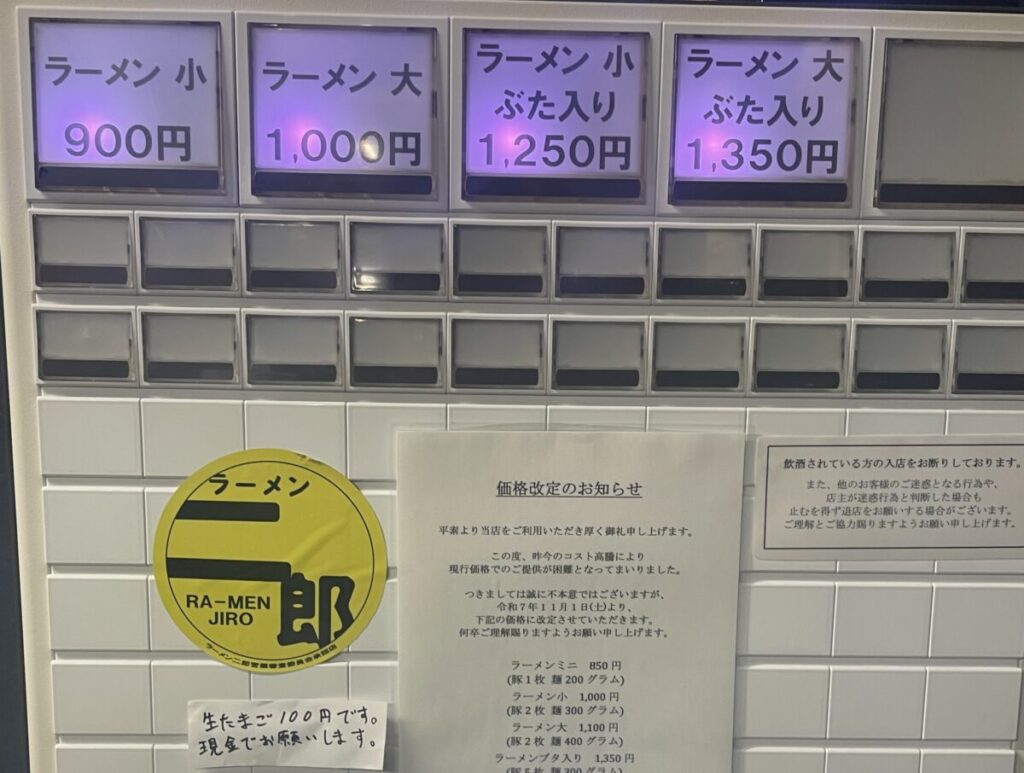 ラーメン 小
900円
ラーメン 大
1,000円
ラーメン 小
ぶた入り
1,250円
ラーメン 大
ぶた入り
1,350円
ラーメン
二郎
RA-MEN
JIRO
生たまご100円です。
現金でお願いします。
価格改定のお知らせ
平素より当店をご利用いただき厚く御礼申し上げます。
この度、昨今のコスト高騰により
現行価格でのご提供が困難となってまいりました。
つきましては誠に不本意ではございますが、
令和7年11月1日(土)より、
下記の価格に改定させていただきます。
何卒ご理解賜りますようお願い申し上げます。
ラーメンミニ 850円
(豚1枚 麺200グラム)
ラーメン小 1,000円
(豚2枚 麺300グラム)
ラーメン大 1,100円
(豚2枚 麺400グラム)
ラーメンブタ入り 1,350円
(豚5枚 麺300グラム)
飲酒されている方の入店をお断りしております。
また、他のお客様のご迷惑となる行為や、
店主が迷惑行為と判断した場合も
止むを得ず退店をお願いする場合がございます。
ご理解とご協力賜りますようお願い申し上げます。